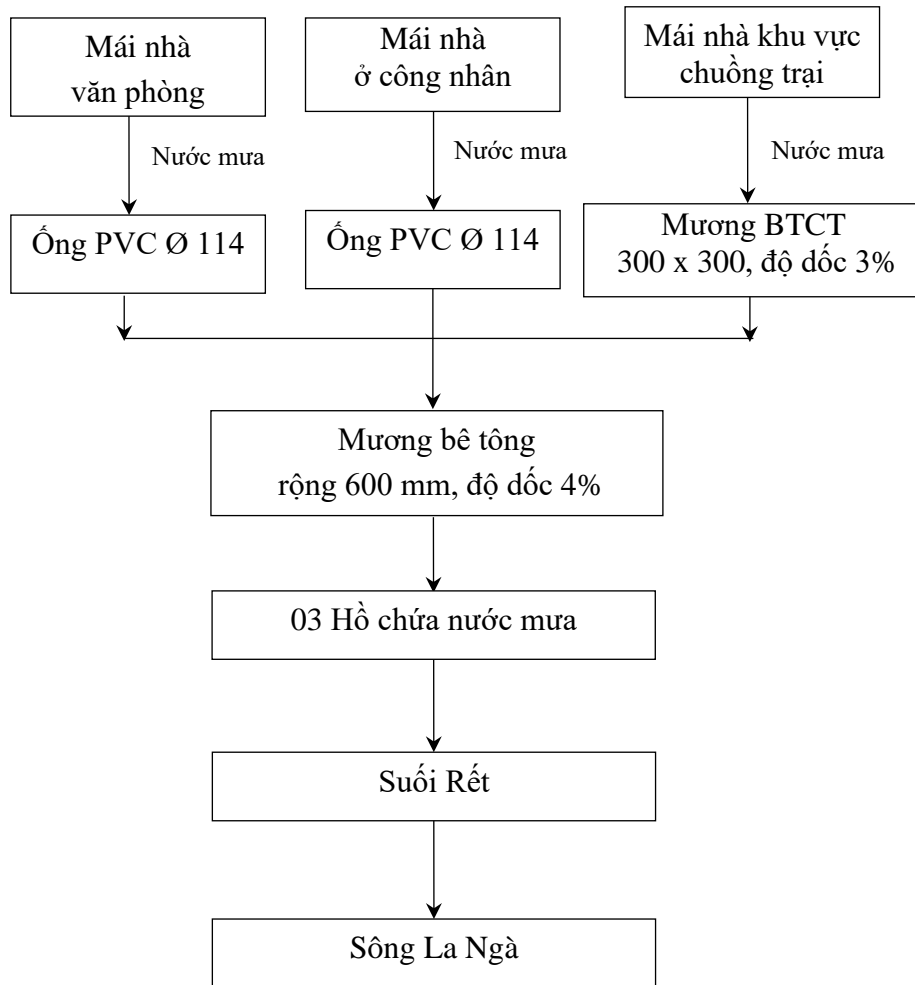 Mái nhà
văn phòng
Mái nhà
ở công nhân
Mái nhà khu vực
chuồng trại
Nước mưa
Nước mưa
Nước mưa
Ống PVC Ø 114
Ống PVC Ø 114
Mương BTCT
300 x 300, độ dốc 3%
Mương bê tông
rộng 600 mm, độ dốc 4%
03 Hồ chứa nước mưa
Suối Rết
Sông La Ngà